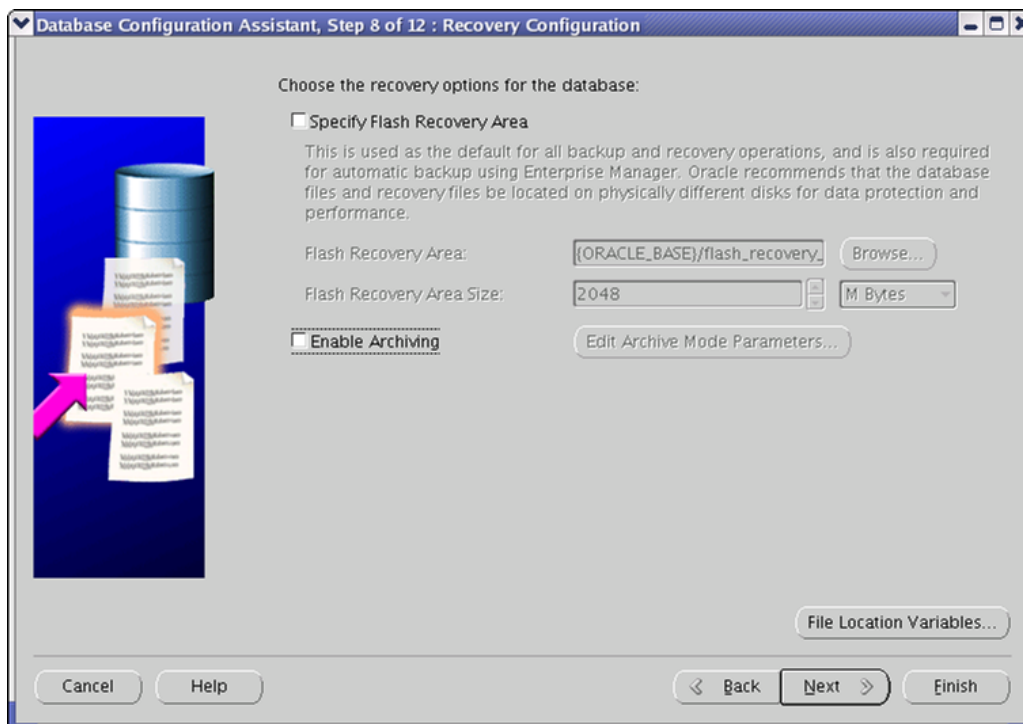 Database Configuration Assistant, Step 8 of 12 : Recovery Configuration
Choose the recovery options for the database:
Specify Flash Recovery Area
This is used as the default for all backup and recovery operations, and is also required
for automatic backup using Enterprise Manager. Oracle recommends that the database
files and recovery files be located on physically different disks for data protection and
performance.
Flash Recovery Area: {ORACLE_BASE}/flash_recovery_ Browse...
Flash Recovery Area Size: 2048 M Bytes
Enable Archiving Edit Archive Mode Parameters...
File Location Variables...
Cancel Help Back Next Finish